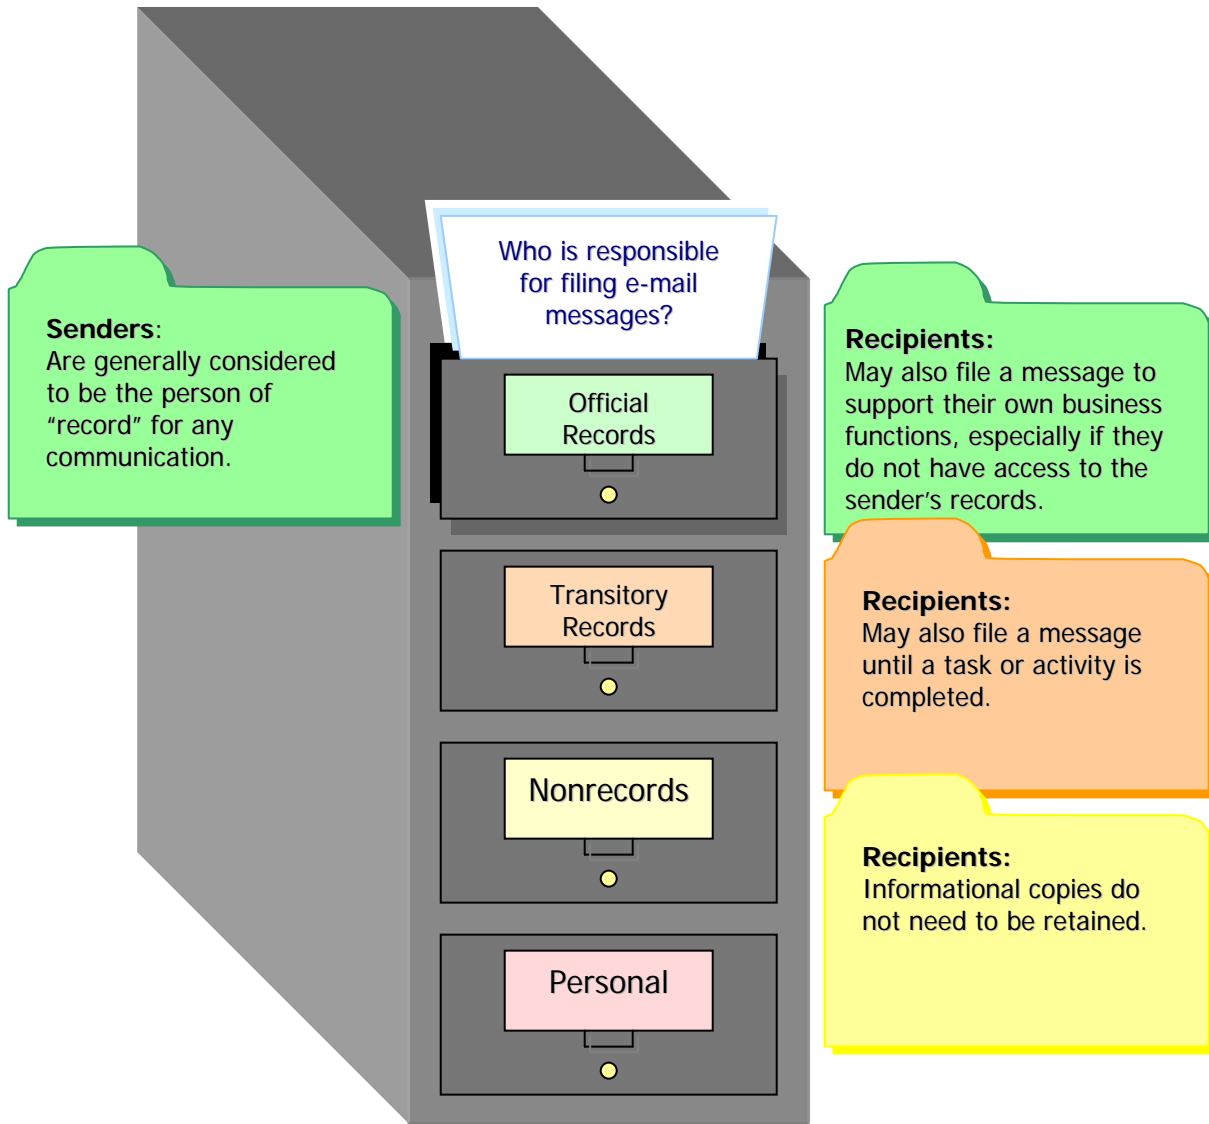 Who is responsible
for filing e-mail
messages?
Senders:
Are generally considered
to be the person of
“record” for any
communication.
Official
Records
Recipients:
May also file a message to
support their own business
functions, especially if they
do not have access to the
sender’s records.
Transitory
Records
Recipients:
May also file a message
until a task or activity is
completed.
Nonrecords
Recipients:
Informational copies do
not need to be retained.
Personal